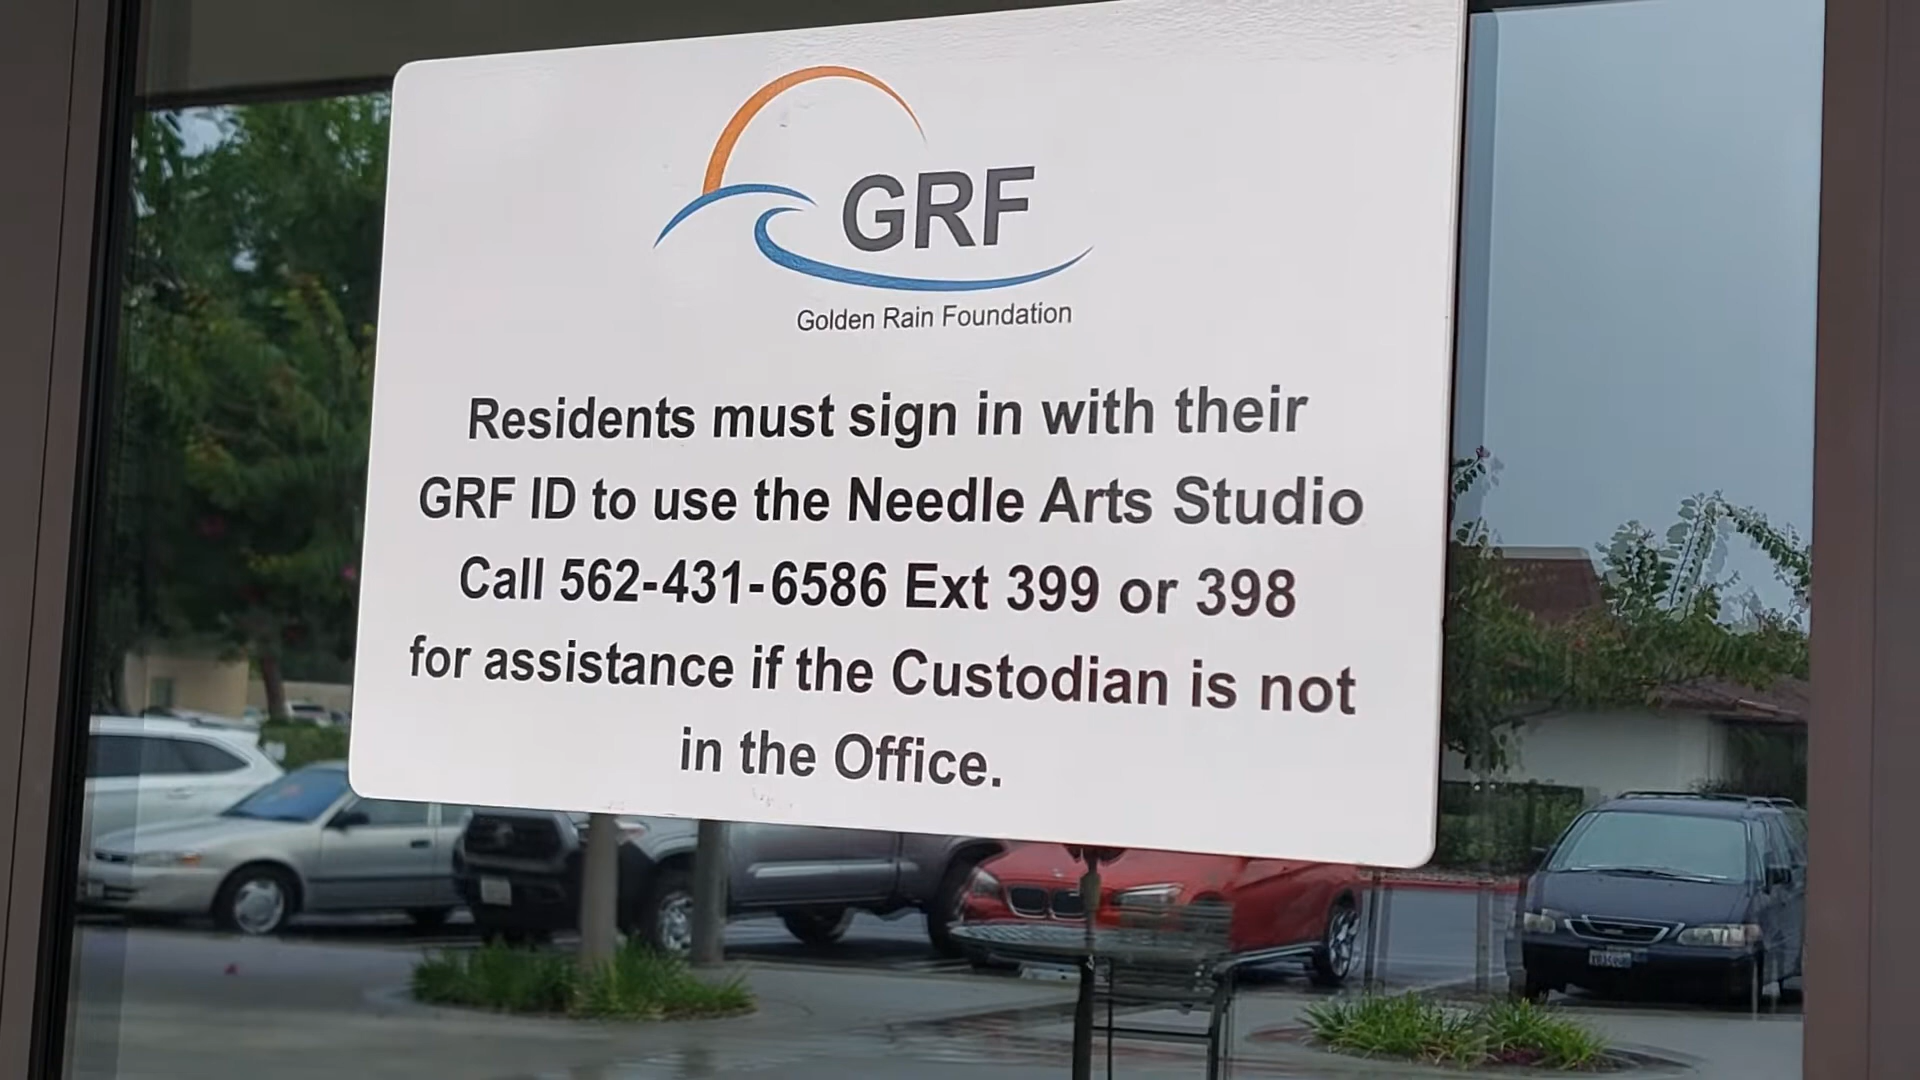 GRF
Golden Rain Foundation
Residents must sign in with their
GRF ID to use the Needle Arts Studio
Call 562-431-6586 Ext 399 or 398
for assistance if the Custodian is not
in the Office.